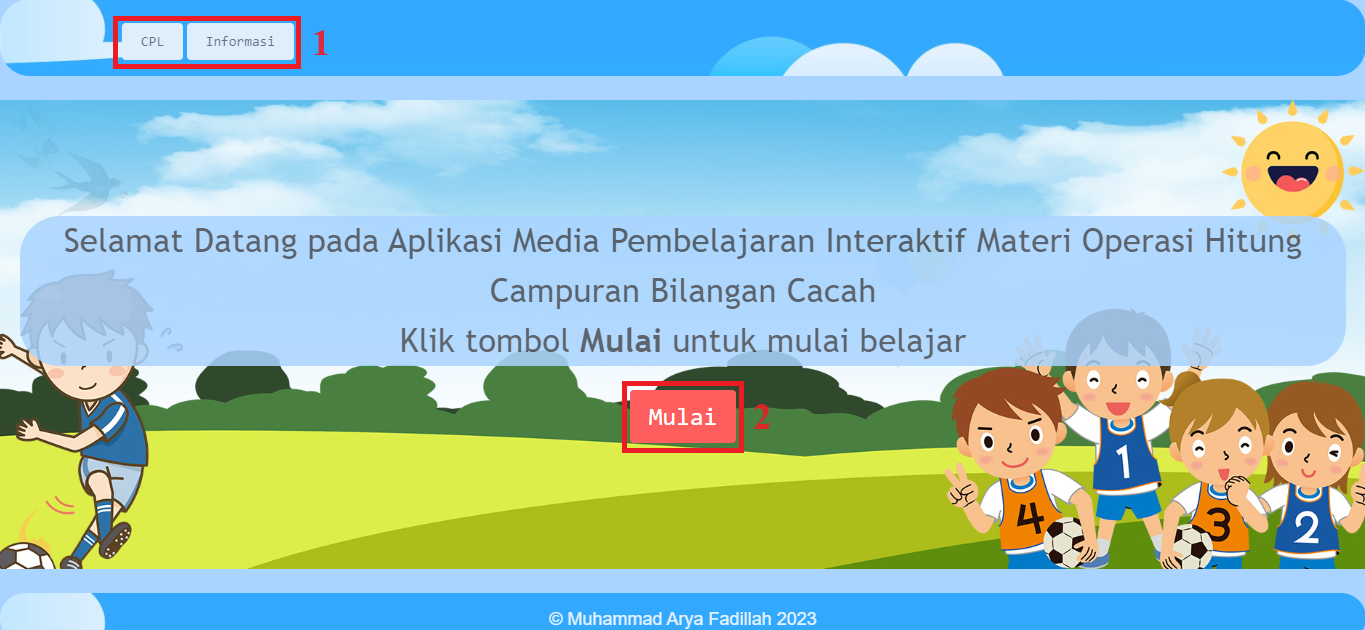 CPL Informasi 1
Selamat Datang pada Aplikasi Media Pembelajaran Interaktif Materi Operasi Hitung
Campuran Bilangan Cacah
Klik tombol Mulai untuk mulai belajar
Mulai 2
1
4
3
2
© Muhammad Arya Fadillah 2023